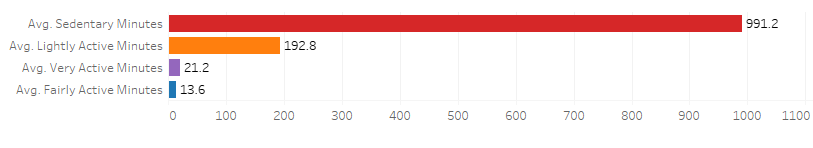 Avg. Sedentary Minutes 991.2
Avg. Lightly Active Minutes 192.8
Avg. Very Active Minutes 21.2
Avg. Fairly Active Minutes 13.6
0 100 200 300 400 500 600 700 800 900 1000 1100